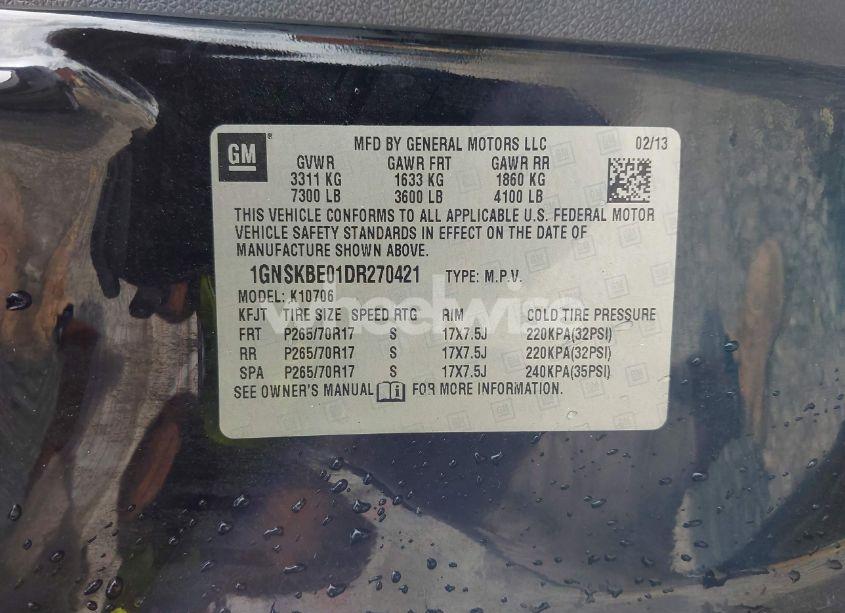 GM
MFD BY GENERAL MOTORS LLC 02/13
GVWR GAWR FRT GAWR RR
3311 KG 1633 KG 1860 KG
7300 LB 3600 LB 4100 LB
THIS VEHICLE CONFORMS TO ALL APPLICABLE U.S. FEDERAL MOTOR
VEHICLE SAFETY STANDARDS IN EFFECT ON THE DATE OF
MANUFACTURE SHOWN ABOVE.
1GNSKBE01DR270421 TYPE: M.P.V.
MODEL: K10706
wheelwise
KFJT TIRE SIZE SPEED RTG RIM COLD TIRE PRESSURE
FRT P265/70R17 S 17X7.5J 220KPA(32PSI)
RR P265/70R17 S 17X7.5J 220KPA(32PSI)
SPA P265/70R17 S 17X7.5J 240KPA(35PSI)
SEE OWNER'S MANUAL FOR MORE INFORMATION.